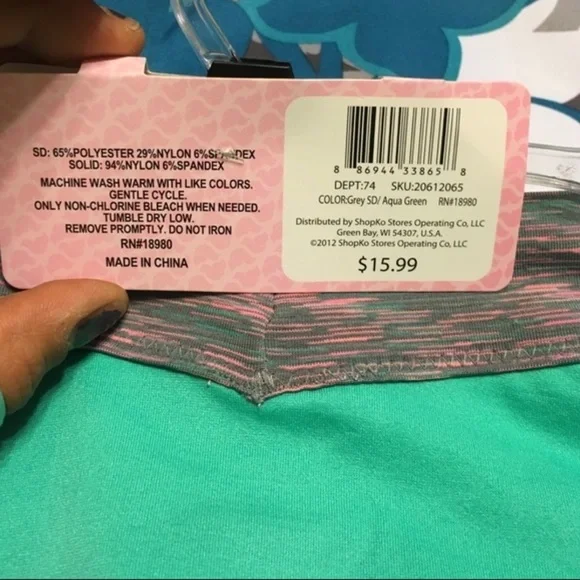 SD: 65%POLYESTER 29%NYLON 6%SPANDEX
SOLID: 94%NYLON 6%SPANDEX
MACHINE WASH WARM WITH LIKE COLORS.
GENTLE CYCLE.
ONLY NON-CHLORINE BLEACH WHEN NEEDED.
TUMBLE DRY LOW.
REMOVE PROMPTLY. DO NOT IRON
RN#18980
MADE IN CHINA
8 86944 33865 8
DEPT:74 SKU:20612065
COLOR:Grey SD/ Aqua Green RN#18980
Distributed by ShopKo Stores Operating Co, LLC
Green Bay, WI 54307, U.S.A.
©2012 ShopKo Stores Operating Co, LLC
$15.99